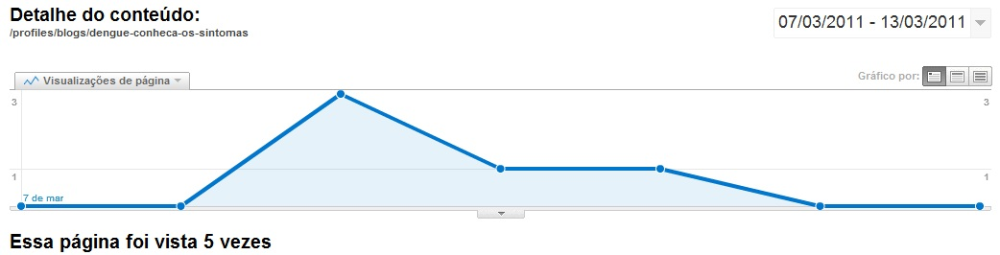 Detalhe do conteúdo:
/profiles/blogs/dengue-conheca-os-sintomas
07/03/2011 - 13/03/2011
Visualizações de página
Gráfico por:
3
3
1
1
7 de mar
Essa página foi vista 5 vezes